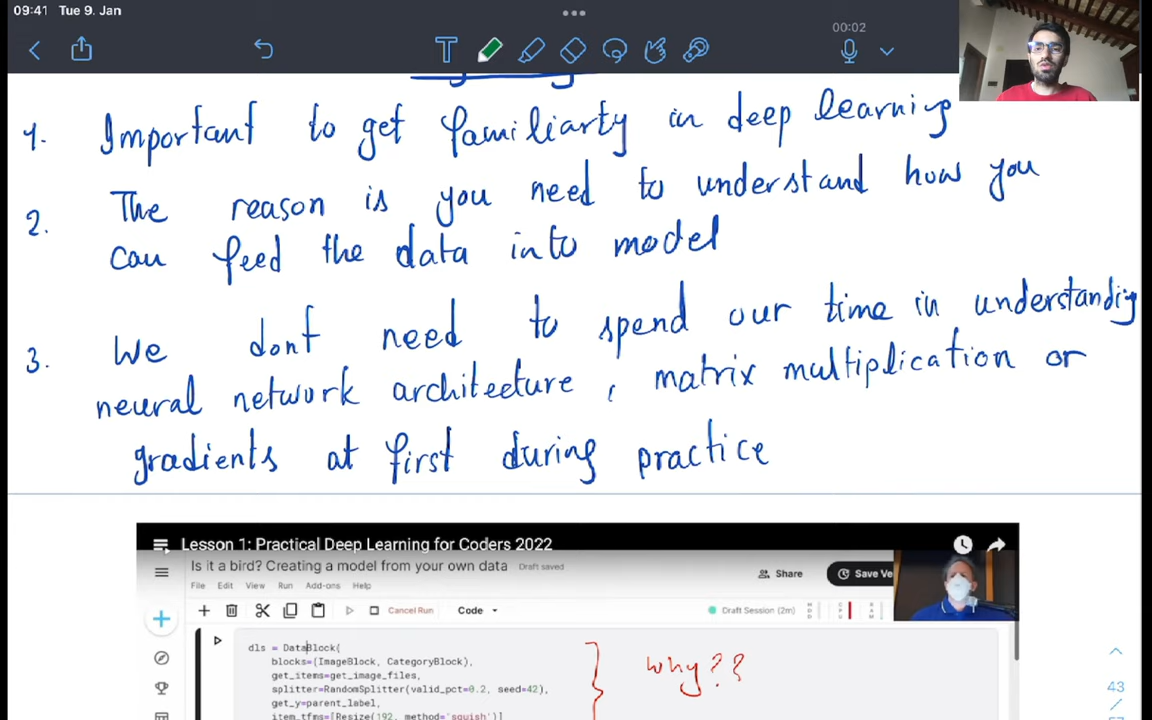 09:41 Tue 9. Jan
00:02
1. Important to get familiarty in deep learning
2. The reason is you need to understand how you
can feed the data into model
3. We dont need to spend our time in understanding
neural network architecture, matrix multiplication or
gradients at first during practice
Lesson 1: Practical Deep Learning for Coders 2022
Is it a bird? Creating a model from your own data Draft saved
File Edit View Run Add-ons Help
Share
Save Ve
Cancel Run
Code
Draft Session (2m)
dls = DataBlock(
blocks=(ImageBlock, CategoryBlock),
get_items=get_image_files,
splitter=RandomSplitter(valid_pct=0.2, seed=42),
get_y=parent_label,
item_tfms=[Resize(192, method='squish')]
why??
43